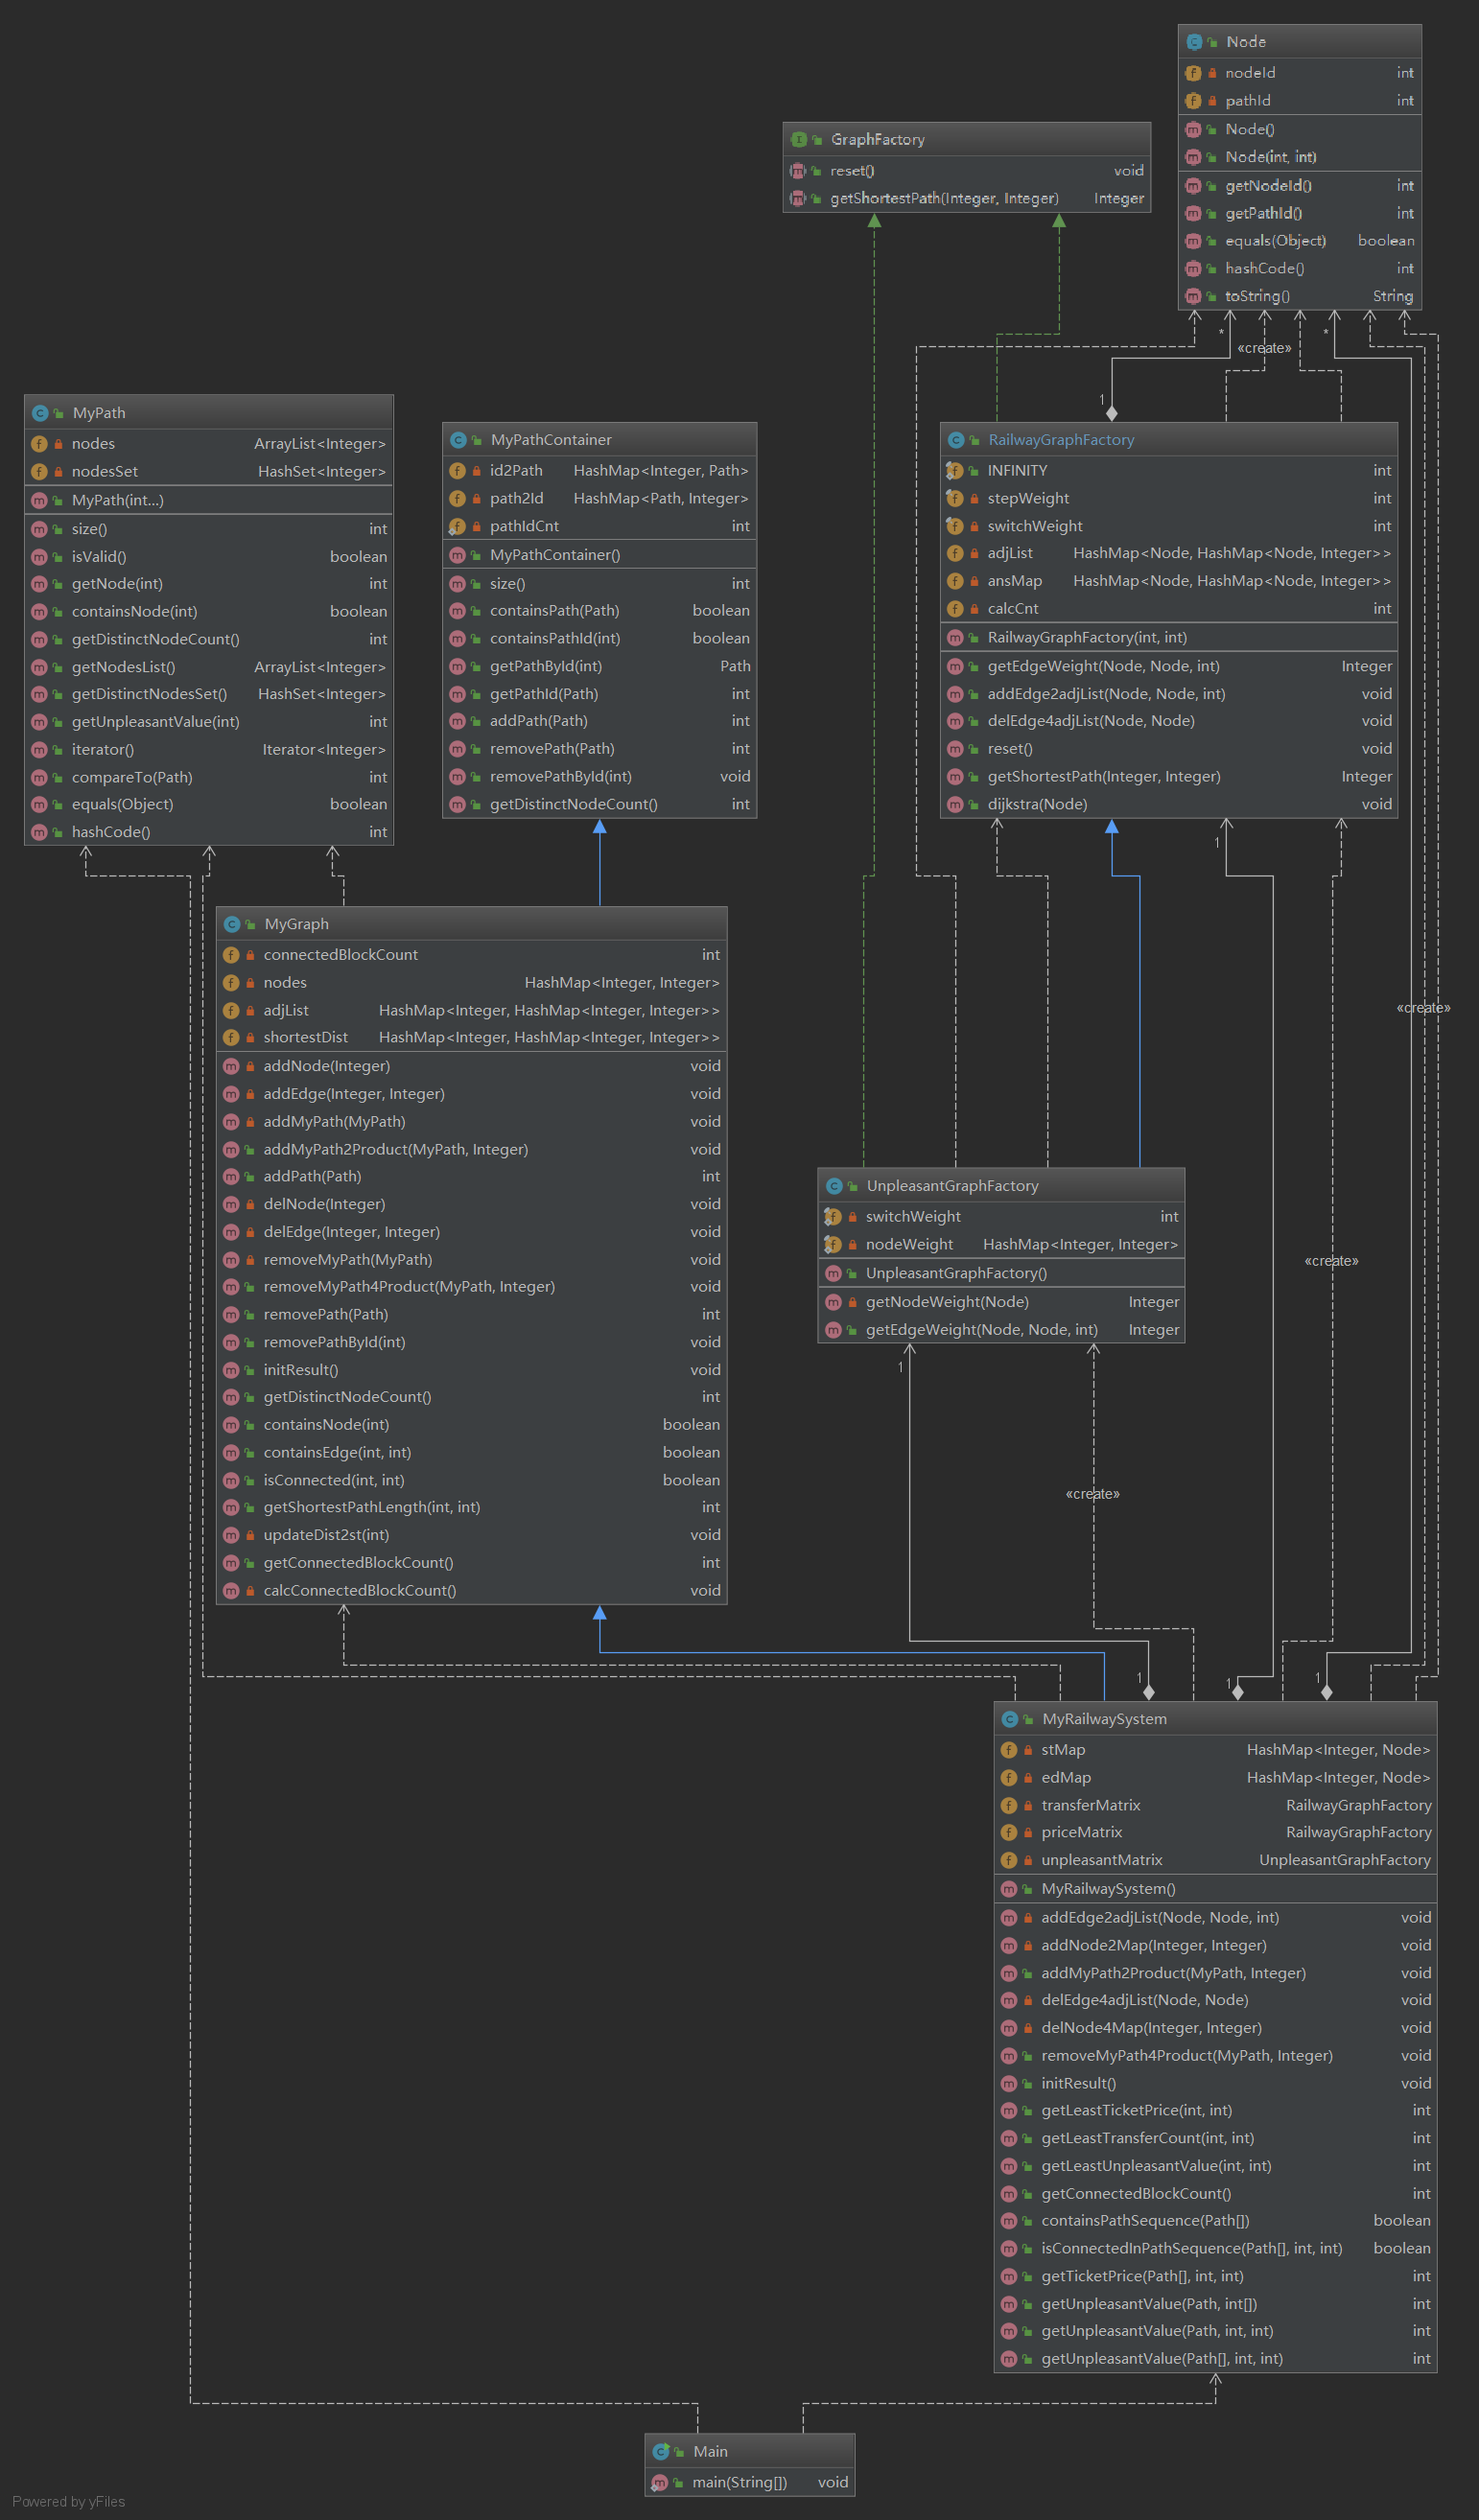 Node
nodeId int
pathId int
Node()
Node(int, int)
getNodeId() int
getPathId() int
equals(Object) boolean
hashCode() int
toString() String
GraphFactory
reset() void
getShortestPath(Integer, Integer) Integer
*
*
«create»
1
MyPath
nodes ArrayList<Integer>
nodesSet HashSet<Integer>
MyPath(int...)
size() int
isValid() boolean
getNode(int) int
containsNode(int) boolean
getDistinctNodeCount() int
getNodesList() ArrayList<Integer>
getDistinctNodesSet() HashSet<Integer>
getUnpleasantValue(int) int
iterator() Iterator<Integer>
compareTo(Path) int
equals(Object) boolean
hashCode() int
MyPathContainer
id2Path HashMap<Integer, Path>
path2Id HashMap<Path, Integer>
pathIdCnt int
MyPathContainer()
size() int
containsPath(Path) boolean
containsPathId(int) boolean
getPathById(int) Path
getPathId(Path) int
addPath(Path) int
removePath(Path) int
removePathById(int) void
getDistinctNodeCount() int
RailwayGraphFactory
INFINITY int
stepWeight int
switchWeight int
adjList HashMap<Node, HashMap<Node, Integer>>
ansMap HashMap<Node, HashMap<Node, Integer>>
calcCnt int
RailwayGraphFactory(int, int)
getEdgeWeight(Node, Node, int) Integer
addEdge2adjList(Node, Node, int) void
delEdge4adjList(Node, Node) void
reset() void
getShortestPath(Integer, Integer) Integer
dijkstra(Node) void
1
MyGraph
connectedBlockCount int
nodes HashMap<Integer, Integer>
adjList HashMap<Integer, HashMap<Integer, Integer>>
shortestDist HashMap<Integer, HashMap<Integer, Integer>>
addNode(Integer) void
addEdge(Integer, Integer) void
addMyPath(MyPath) void
addMyPath2Product(MyPath, Integer) void
addPath(Path) int
delNode(Integer) void
delEdge(Integer, Integer) void
removeMyPath(MyPath) void
removeMyPath4Product(MyPath, Integer) void
removePath(Path) int
removePathById(int) void
initResult() void
getDistinctNodeCount() int
containsNode(int) boolean
containsEdge(int, int) boolean
isConnected(int, int) boolean
getShortestPathLength(int, int) int
updateDist2st(int) void
getConnectedBlockCount() int
calcConnectedBlockCount() void
«create»
UnpleasantGraphFactory
switchWeight int
nodeWeight HashMap<Integer, Integer>
UnpleasantGraphFactory()
getNodeWeight(Node) Integer
getEdgeWeight(Node, Node, int) Integer
«create»
1
«create»
1
1
1
MyRailwaySystem
stMap HashMap<Integer, Node>
edMap HashMap<Integer, Node>
transferMatrix RailwayGraphFactory
priceMatrix RailwayGraphFactory
unpleasantMatrix UnpleasantGraphFactory
MyRailwaySystem()
addEdge2adjList(Node, Node, int) void
addNode2Map(Integer, Integer) void
addMyPath2Product(MyPath, Integer) void
delEdge4adjList(Node, Node) void
delNode4Map(Integer, Integer) void
removeMyPath4Product(MyPath, Integer) void
initResult() void
getLeastTicketPrice(int, int) int
getLeastTransferCount(int, int) int
getLeastUnpleasantValue(int, int) int
getConnectedBlockCount() int
containsPathSequence(Path[]) boolean
isConnectedInPathSequence(Path[], int, int) boolean
getTicketPrice(Path[], int, int) int
getUnpleasantValue(Path, int[]) int
getUnpleasantValue(Path, int, int) int
getUnpleasantValue(Path[], int, int) int
Main
main(String[]) void
Powered by yFiles